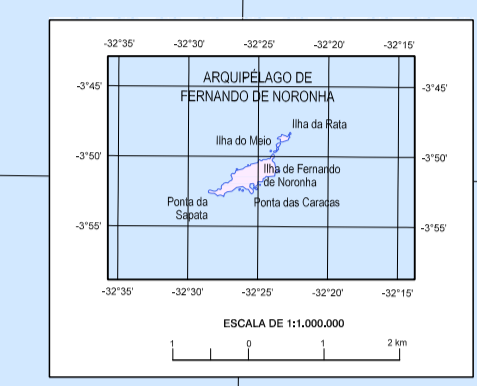 -32°35' -32°30' -32°25' -32°20' -32°15'
-3°45' -3°45'
ARQUIPÉLAGO DE
FERNANDO DE NORONHA
Ilha da Rata
Ilha do Meio
-3°50' -3°50'
Ilha de Fernando
de Noronha
Ponta da
Sapata
Ponta das Caracas
-3°55' -3°55'
-32°35' -32°30' -32°25' -32°20' -32°15'
ESCALA DE 1:1.000.000
1 0 1 2 km